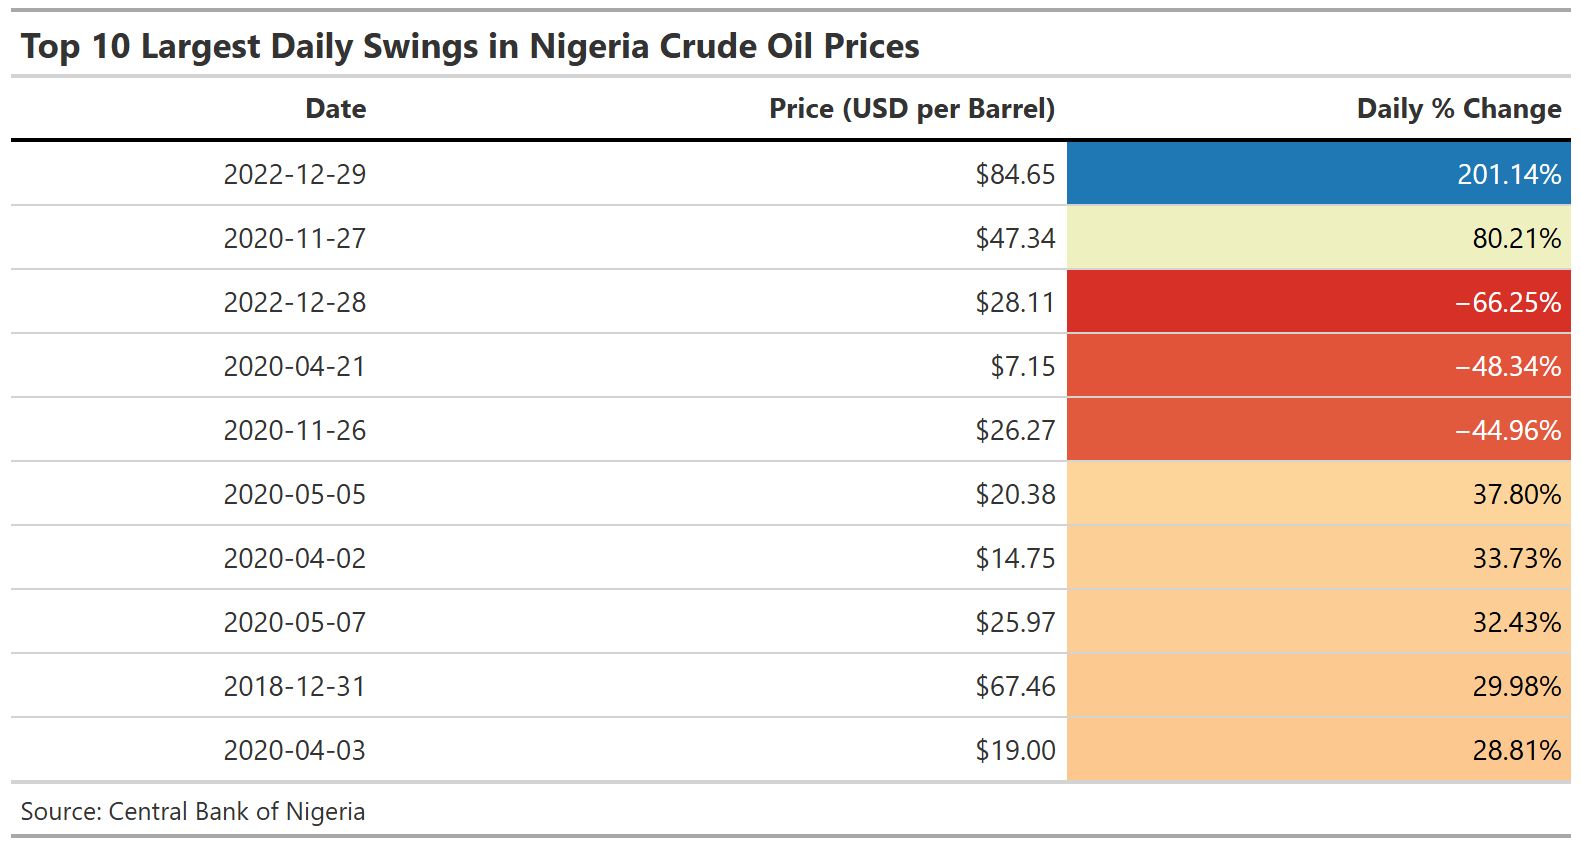 Top 10 Largest Daily Swings in Nigeria Crude Oil Prices
Date Price (USD per Barrel) Daily % Change
2022-12-29 $84.65 201.14%
2020-11-27 $47.34 80.21%
2022-12-28 $28.11 −66.25%
2020-04-21 $7.15 −48.34%
2020-11-26 $26.27 −44.96%
2020-05-05 $20.38 37.80%
2020-04-02 $14.75 33.73%
2020-05-07 $25.97 32.43%
2018-12-31 $67.46 29.98%
2020-04-03 $19.00 28.81%
Source: Central Bank of Nigeria